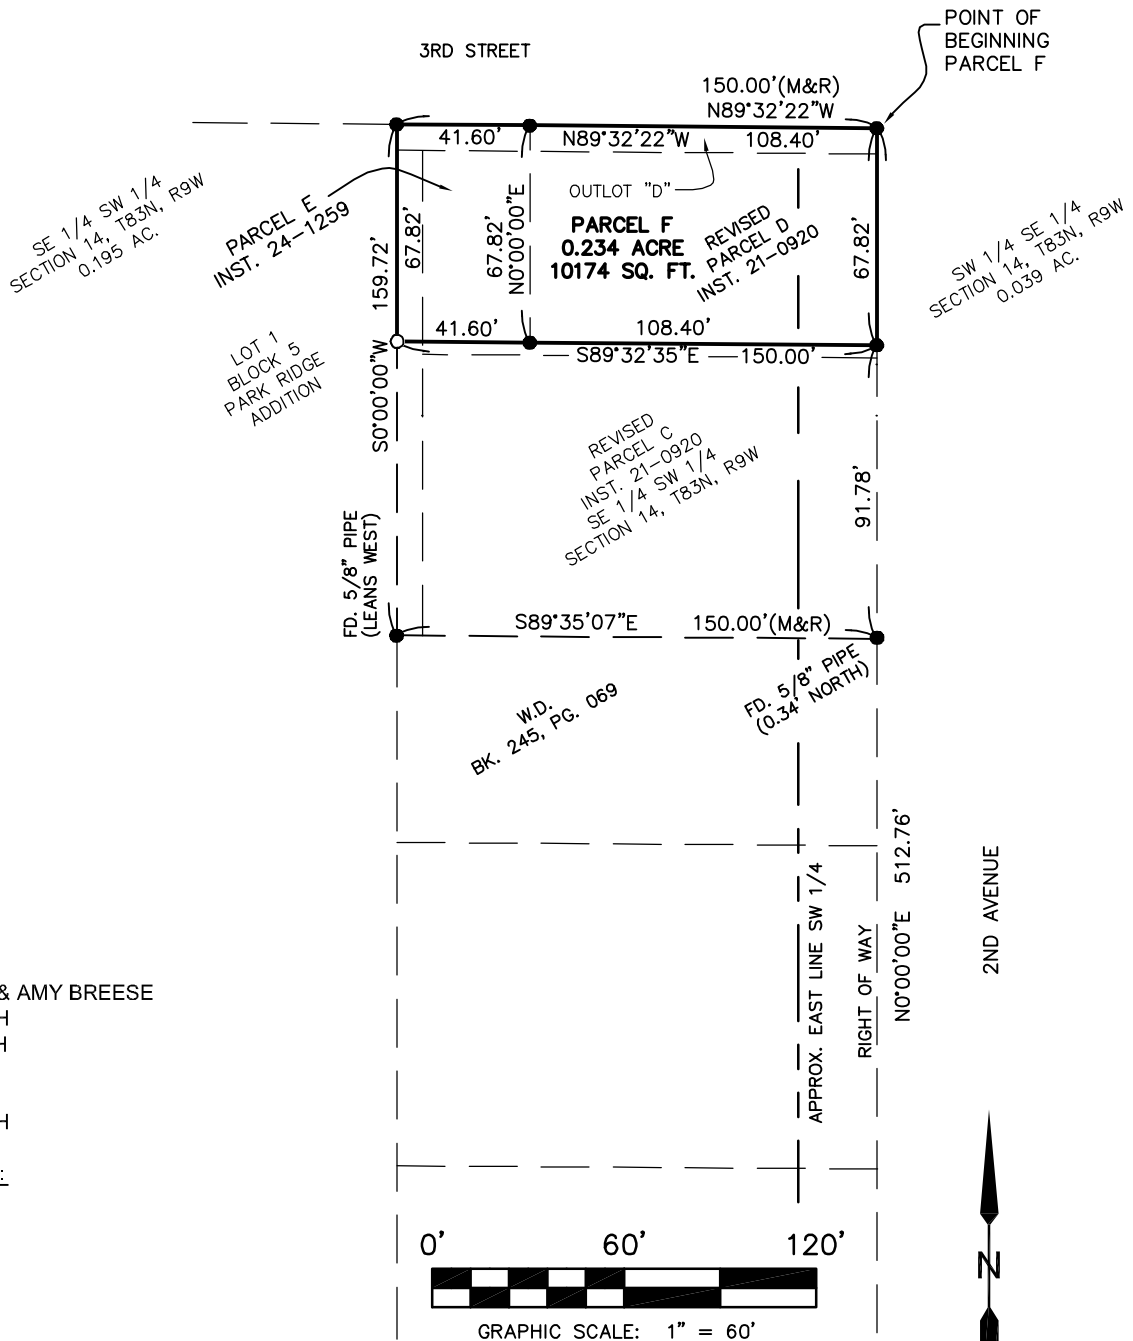 POINT OF
BEGINNING
PARCEL F
3RD STREET
150.00'(M&R)
N89°32'22"W
41.60'
N89°32'22"W
108.40'
SE 1/4 SW 1/4
SECTION 14, T83N, R9W
0.195 AC.
PARCEL E
INST. 24-1259
OUTLOT "D"
PARCEL F
0.234 ACRE
10174 SQ. FT.
REVISED
PARCEL D
INST. 21-0920
SW 1/4 SE 1/4
SECTION 14, T83N, R9W
0.039 AC.
159.72'
67.82'
67.82'
N0°00'00"E
67.82'
41.60'
108.40'
S89°32'35"E
150.00'
LOT 1
BLOCK 5
PARK RIDGE
ADDITION
S0°00'00"W
REVISED
PARCEL C
INST. 21-0920
SE 1/4 SW 1/4
SECTION 14, T83N, R9W
91.78'
FD. 5/8" PIPE
(LEANS WEST)
S89°35'07"E
150.00'(M&R)
FD. 5/8" PIPE
(0.34' NORTH)
W.D.
BK. 245, PG. 069
APPROX. EAST LINE SW 1/4
RIGHT OF WAY
N0°00'00"E 512.76'
2ND AVENUE
& AMY BREESE
H
H
H
:
N
0'
60'
120'
GRAPHIC SCALE: 1" = 60'